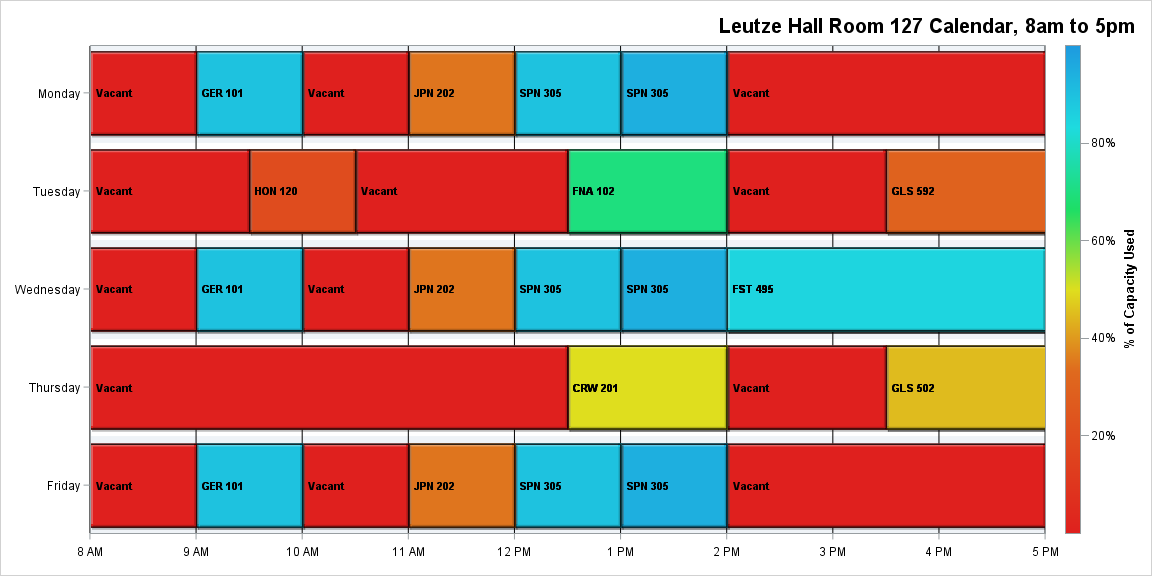 Leutze Hall Room 127 Calendar, 8am to 5pm
Monday
Vacant
GER 101
Vacant
JPN 202
SPN 305
SPN 305
Vacant
Tuesday
Vacant
HON 120
Vacant
FNA 102
Vacant
GLS 592
Wednesday
Vacant
GER 101
Vacant
JPN 202
SPN 305
SPN 305
FST 495
Thursday
Vacant
CRW 201
Vacant
GLS 502
Friday
Vacant
GER 101
Vacant
JPN 202
SPN 305
SPN 305
Vacant
8 AM
9 AM
10 AM
11 AM
12 PM
1 PM
2 PM
3 PM
4 PM
5 PM
80%
60%
40%
20%
% of Capacity Used